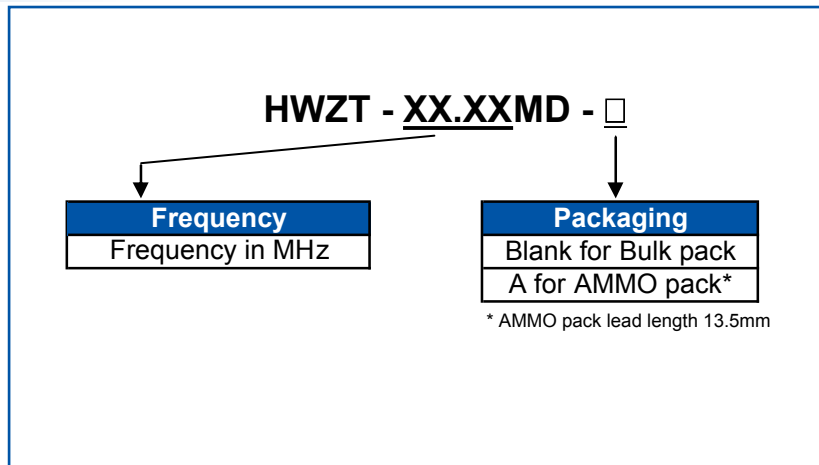 HWZT - XX.XXMD - □
Frequency
Frequency in MHz
Packaging
Blank for Bulk pack
A for AMMO pack*
* AMMO pack lead length 13.5mm